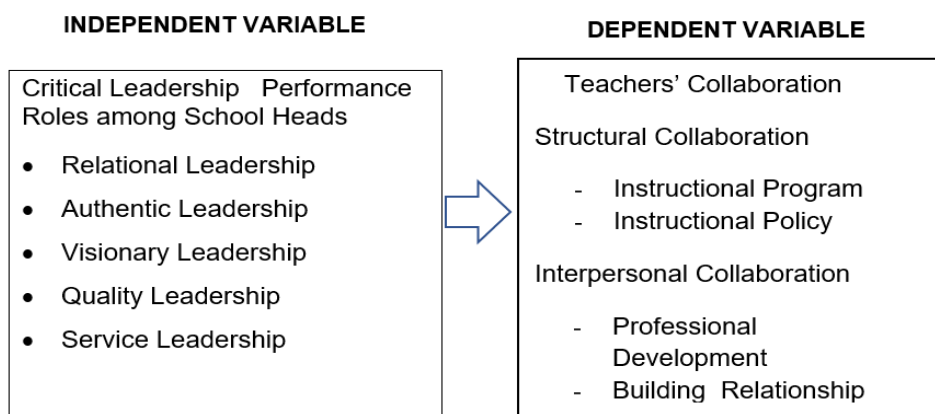 INDEPENDENT VARIABLE
Critical Leadership Performance
Roles among School Heads
• Relational Leadership
• Authentic Leadership
• Visionary Leadership
• Quality Leadership
• Service Leadership
DEPENDENT VARIABLE
Teachers’ Collaboration
Structural Collaboration
- Instructional Program
- Instructional Policy
Interpersonal Collaboration
- Professional
Development
- Building Relationship